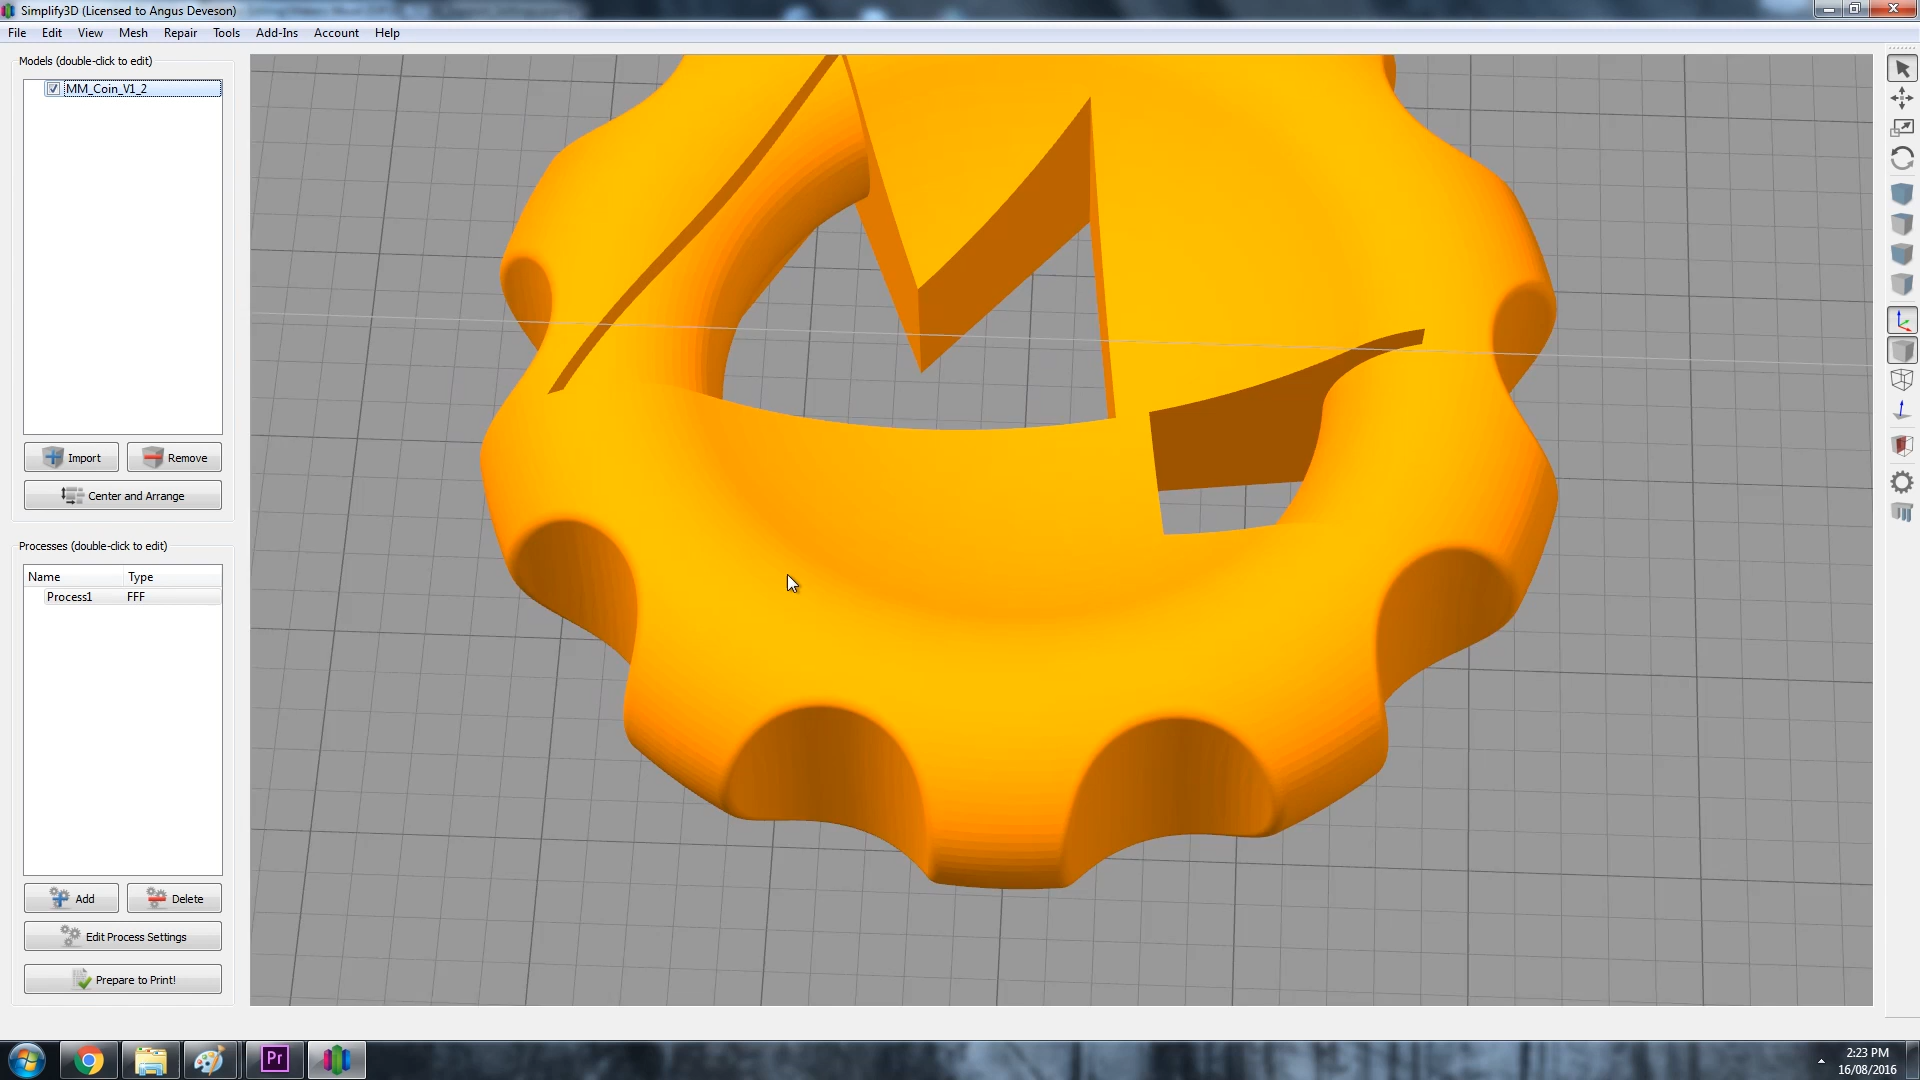 Simplify3D (Licensed to Angus Deveson)
File Edit View Mesh Repair Tools Add-Ins Account Help
Models (double-click to edit)
MM_Coin_V1_2
Import Remove
Center and Arrange
Processes (double-click to edit)
Name Type
Process1 FFF
Add Delete
Edit Process Settings
Prepare to Print!
Pr
2:23 PM
16/08/2016